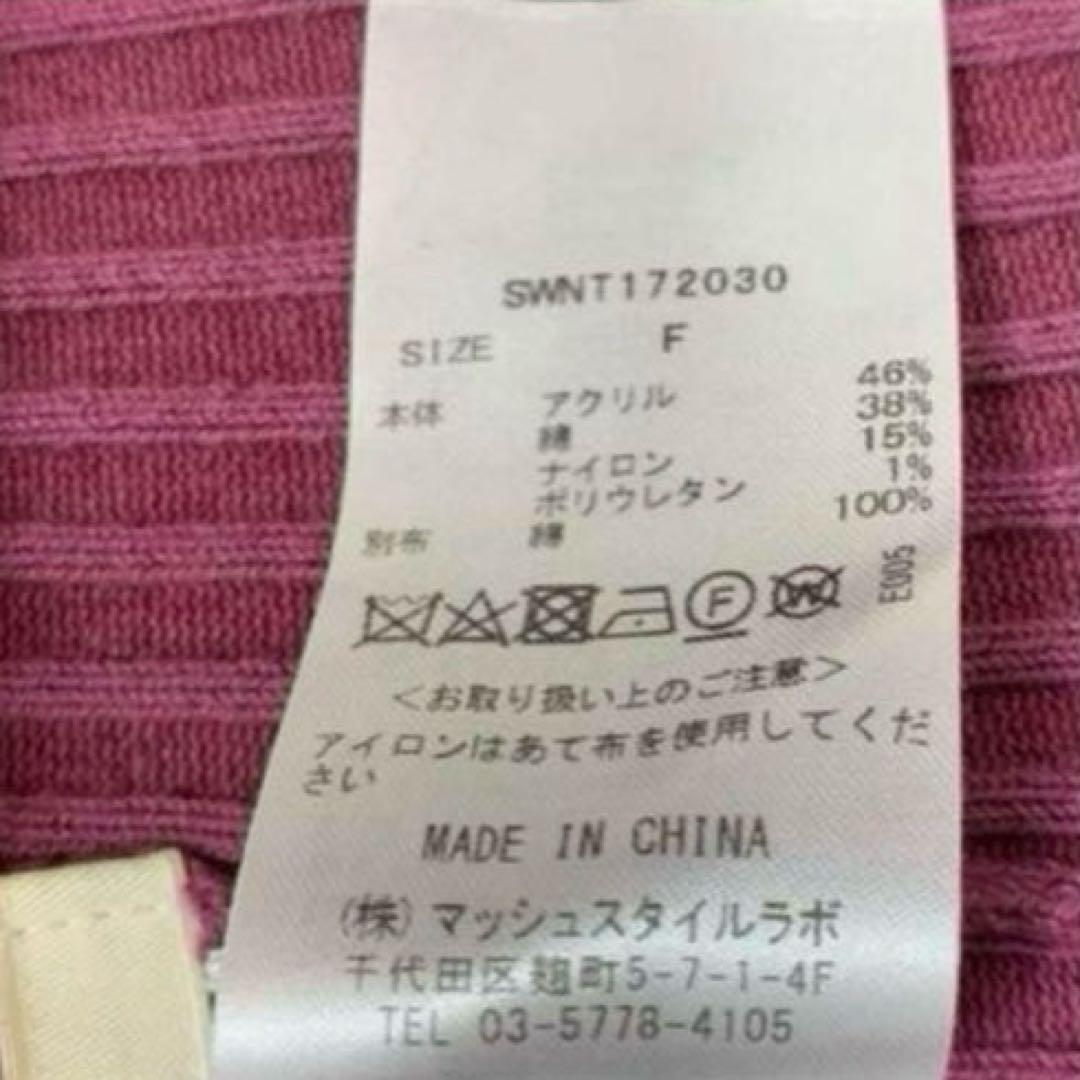 SWNT172030
SIZE F
本体 アクリル 46%
綿 38%
ナイロン 15%
ポリウレタン 1%
別布 綿 100%
F W
E005
<お取り扱い上のご注意>
アイロンはあて布を使用してくだ
さい
MADE IN CHINA
(株)マッシュスタイルラボ
千代田区麹町5-7-1-4F
TEL 03-5778-4105